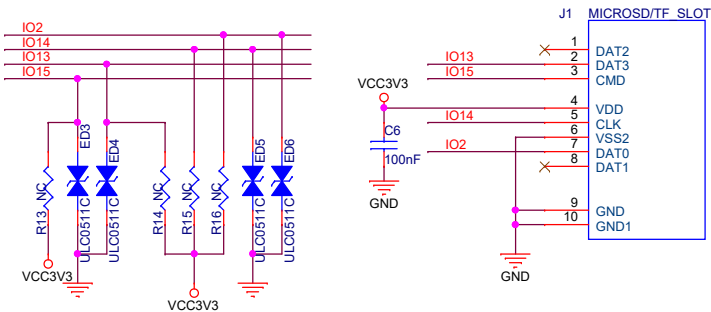 J1
MICROSD/TF_SLOT
IO2
IO14
IO13
IO15
1
DAT2
IO13
2
DAT3
IO15
3
CMD
VCC3V3
4
VDD
IO14
5
CLK
6
VSS2
IO2
7
DAT0
8
DAT1
C6
100nF
GND
9
GND
10
GND1
GND
R13 NC
ED3
ULC0511C
ED4
ULC0511C
R14 NC
R15 NC
R16 NC
ED5
ULC0511C
ED6
ULC0511C
VCC3V3
VCC3V3